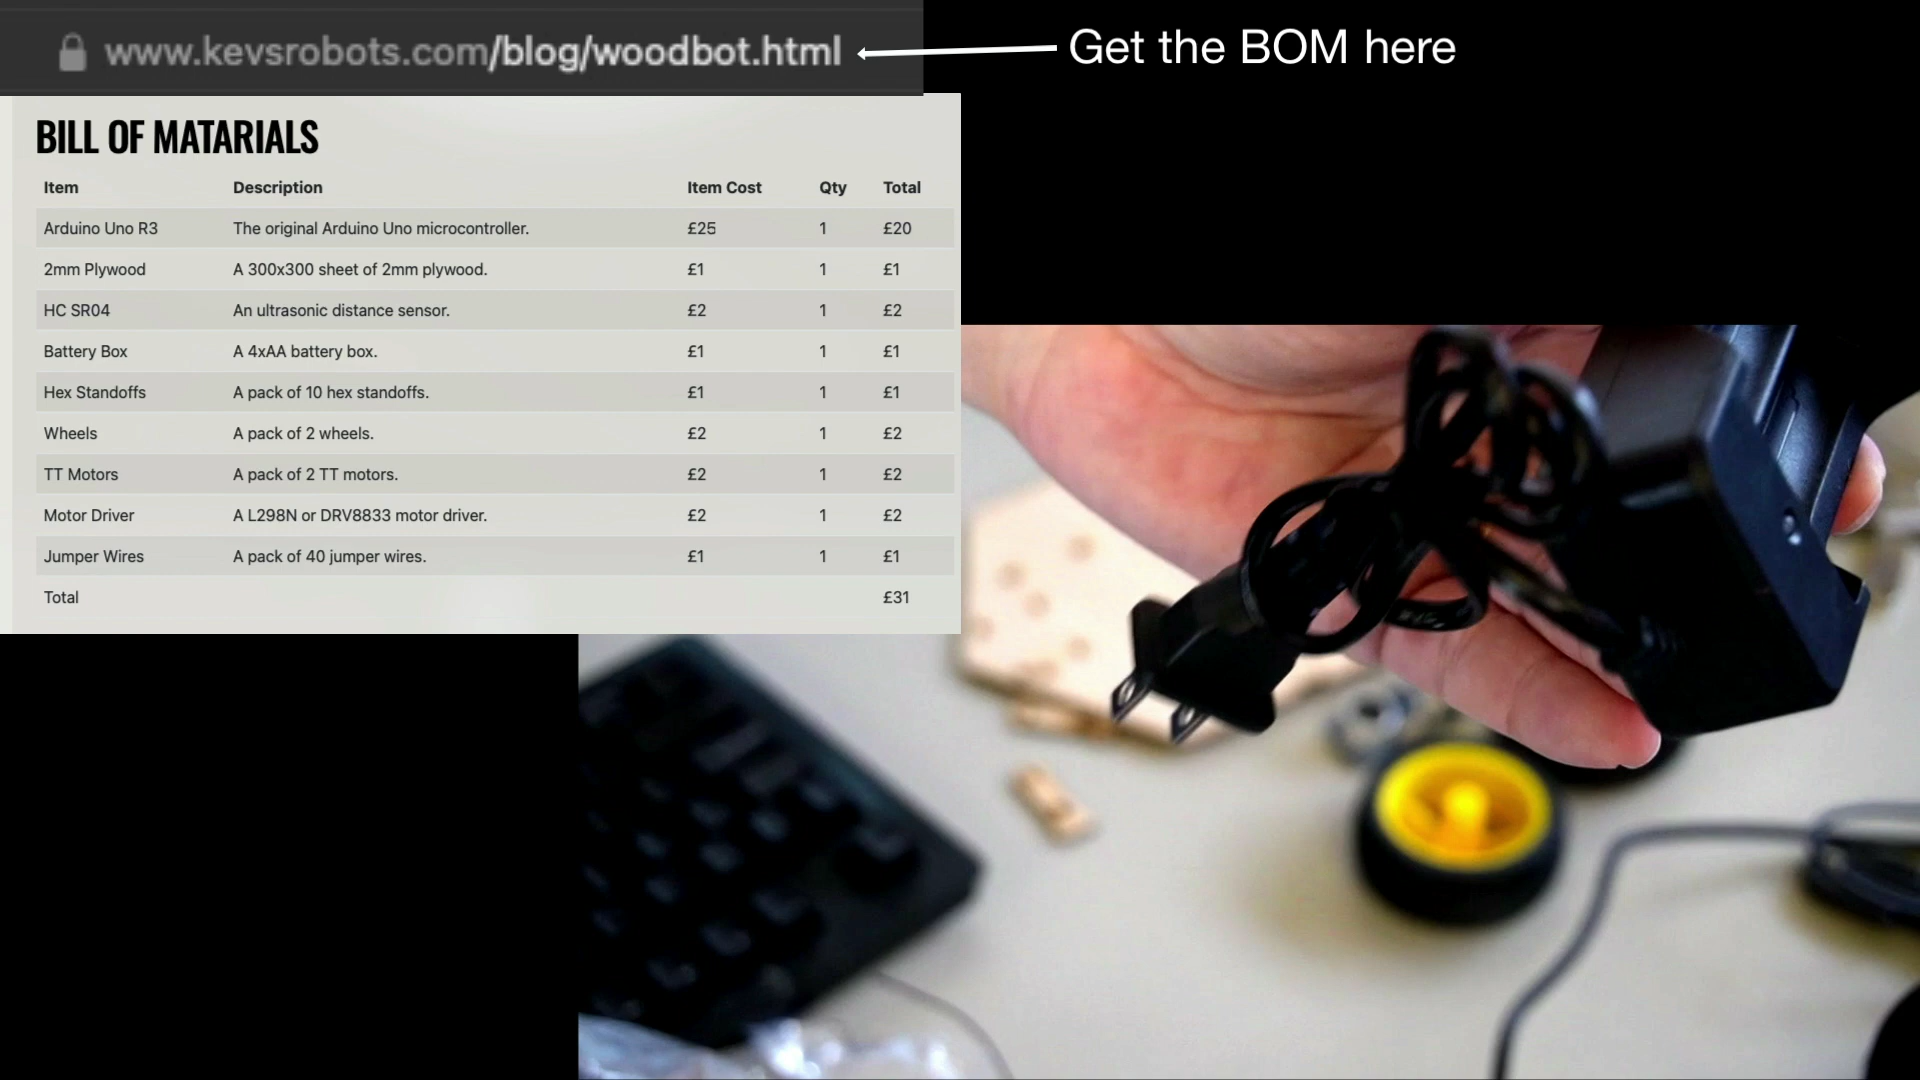 www.kevsrobots.com/blog/woodbot.html
Get the BOM here
BILL OF MATARIALS
Item Description Item Cost Qty Total
Arduino Uno R3 The original Arduino Uno microcontroller. £25 1 £20
2mm Plywood A 300x300 sheet of 2mm plywood. £1 1 £1
HC SR04 An ultrasonic distance sensor. £2 1 £2
Battery Box A 4xAA battery box. £1 1 £1
Hex Standoffs A pack of 10 hex standoffs. £1 1 £1
Wheels A pack of 2 wheels. £2 1 £2
TT Motors A pack of 2 TT motors. £2 1 £2
Motor Driver A L298N or DRV8833 motor driver. £2 1 £2
Jumper Wires A pack of 40 jumper wires. £1 1 £1
Total £31